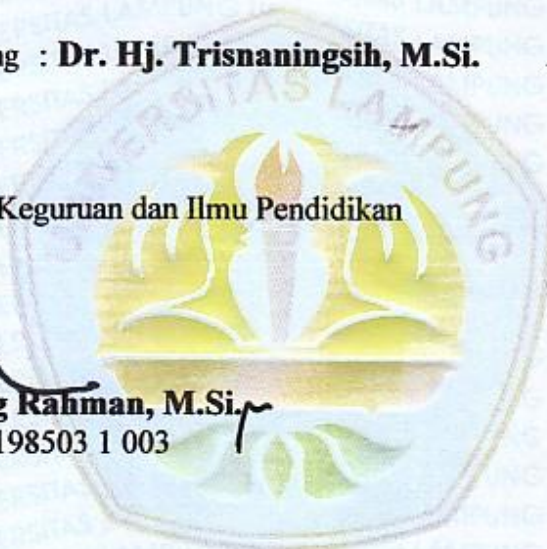 ng : Dr. Hj. Trisnaningsih, M.Si.
UNIVERSITAS LAMPUNG
Keguruan dan Ilmu Pendidikan
g Rahman, M.Si.
198503 1 003